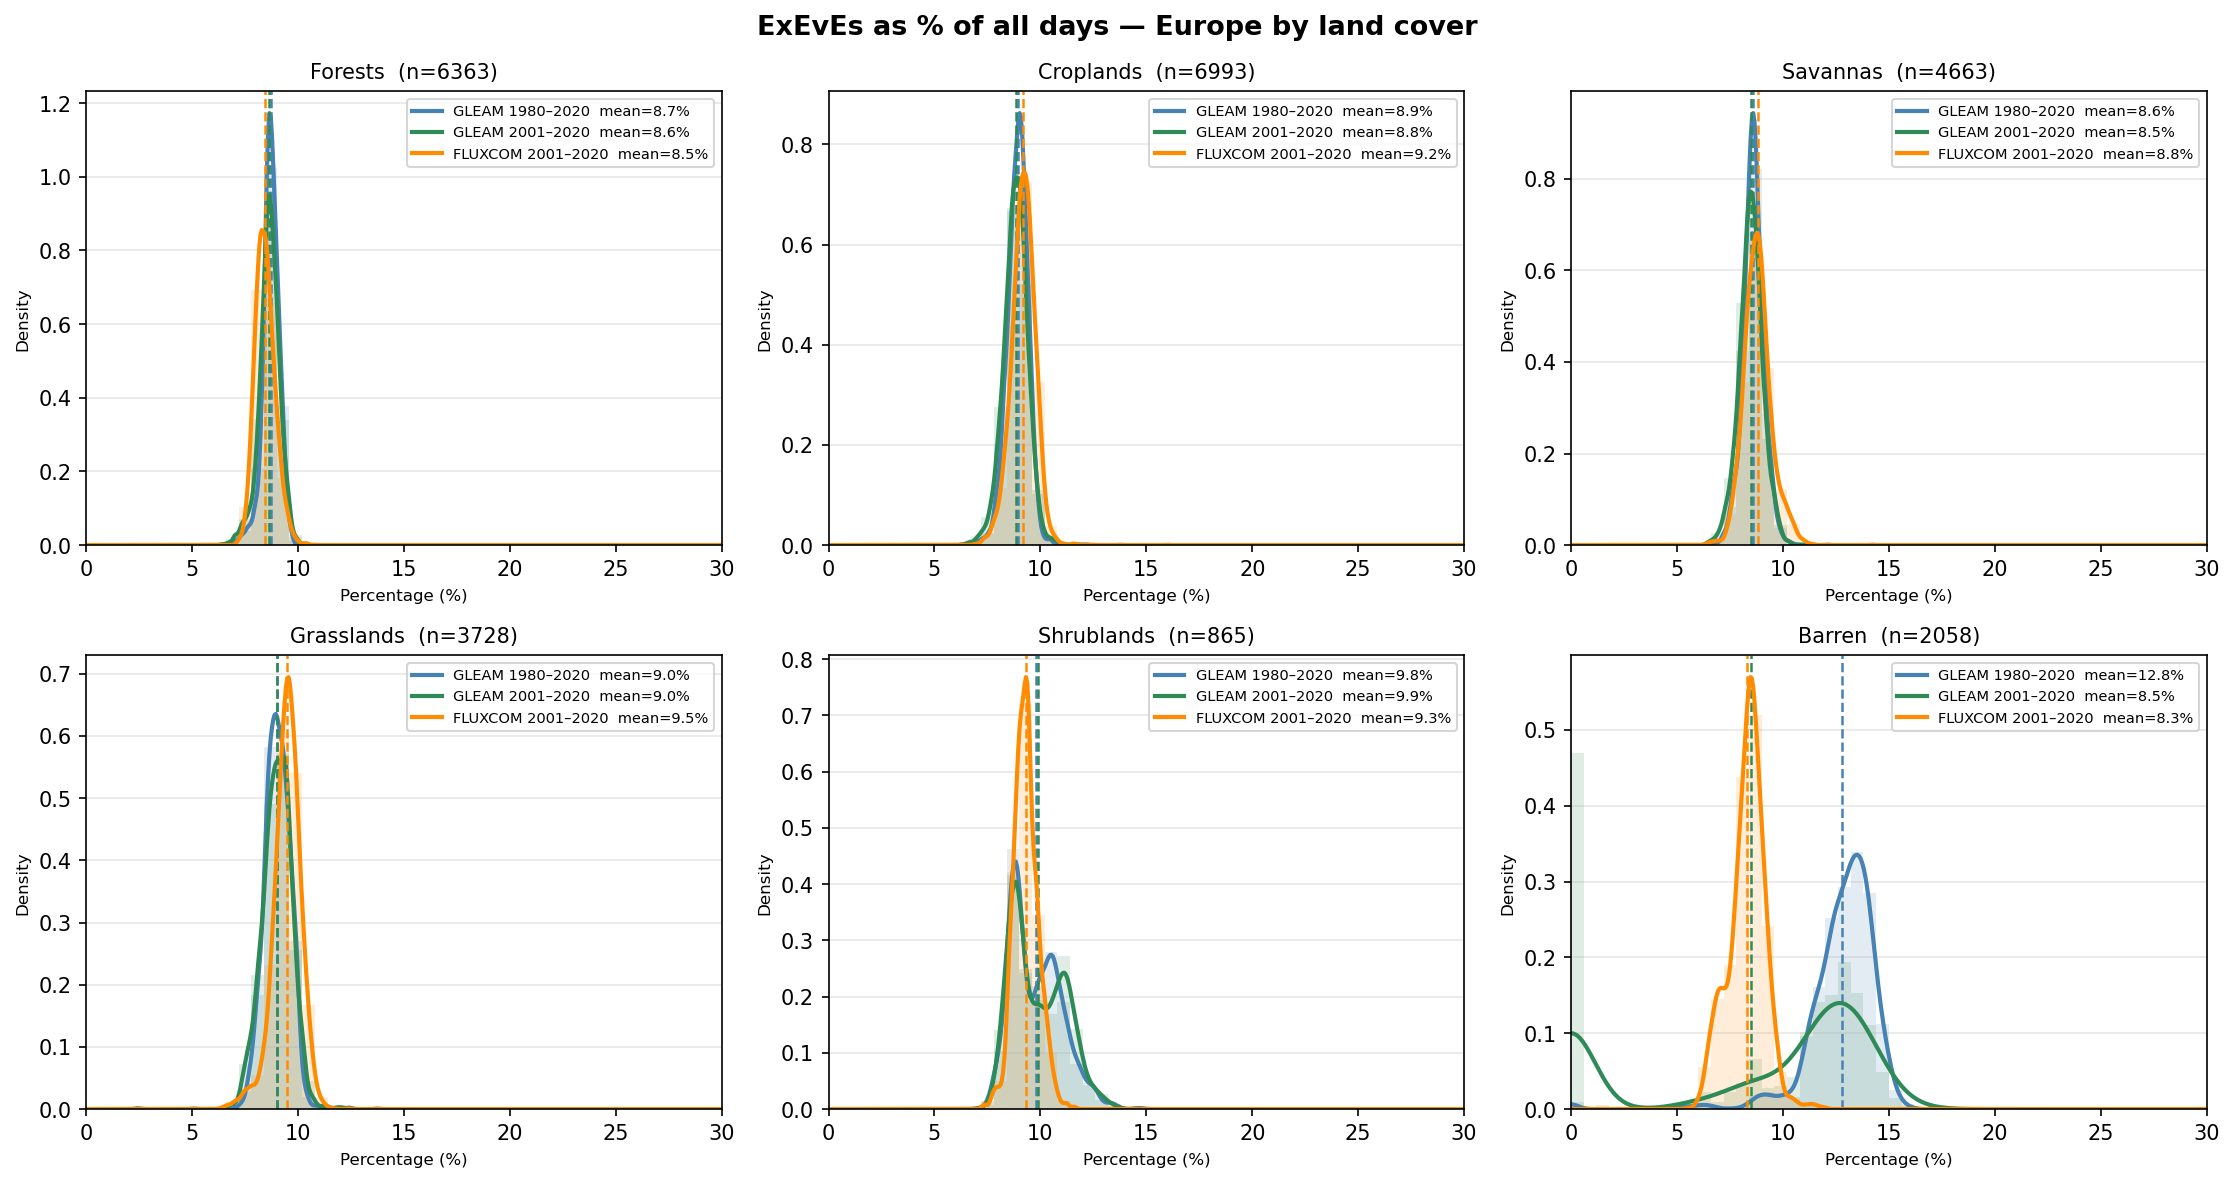 ExEvEs as % of all days — Europe by land cover
Forests  (n=6363)
GLEAM 1980–2020  mean=8.7%
GLEAM 2001–2020  mean=8.6%
FLUXCOM 2001–2020  mean=8.5%
Density
1.2
1.0
0.8
0.6
0.4
0.2
0.0
0 5 10 15 20 25 30
Percentage (%)
Croplands  (n=6993)
GLEAM 1980–2020  mean=8.9%
GLEAM 2001–2020  mean=8.8%
FLUXCOM 2001–2020  mean=9.2%
Density
0.8
0.6
0.4
0.2
0.0
0 5 10 15 20 25 30
Percentage (%)
Savannas  (n=4663)
GLEAM 1980–2020  mean=8.6%
GLEAM 2001–2020  mean=8.5%
FLUXCOM 2001–2020  mean=8.8%
Density
0.8
0.6
0.4
0.2
0.0
0 5 10 15 20 25 30
Percentage (%)
Grasslands  (n=3728)
GLEAM 1980–2020  mean=9.0%
GLEAM 2001–2020  mean=9.0%
FLUXCOM 2001–2020  mean=9.5%
Density
0.7
0.6
0.5
0.4
0.3
0.2
0.1
0.0
0 5 10 15 20 25 30
Percentage (%)
Shrublands  (n=865)
GLEAM 1980–2020  mean=9.8%
GLEAM 2001–2020  mean=9.9%
FLUXCOM 2001–2020  mean=9.3%
Density
0.8
0.7
0.6
0.5
0.4
0.3
0.2
0.1
0.0
0 5 10 15 20 25 30
Percentage (%)
Barren  (n=2058)
GLEAM 1980–2020  mean=12.8%
GLEAM 2001–2020  mean=8.5%
FLUXCOM 2001–2020  mean=8.3%
Density
0.5
0.4
0.3
0.2
0.1
0.0
0 5 10 15 20 25 30
Percentage (%)